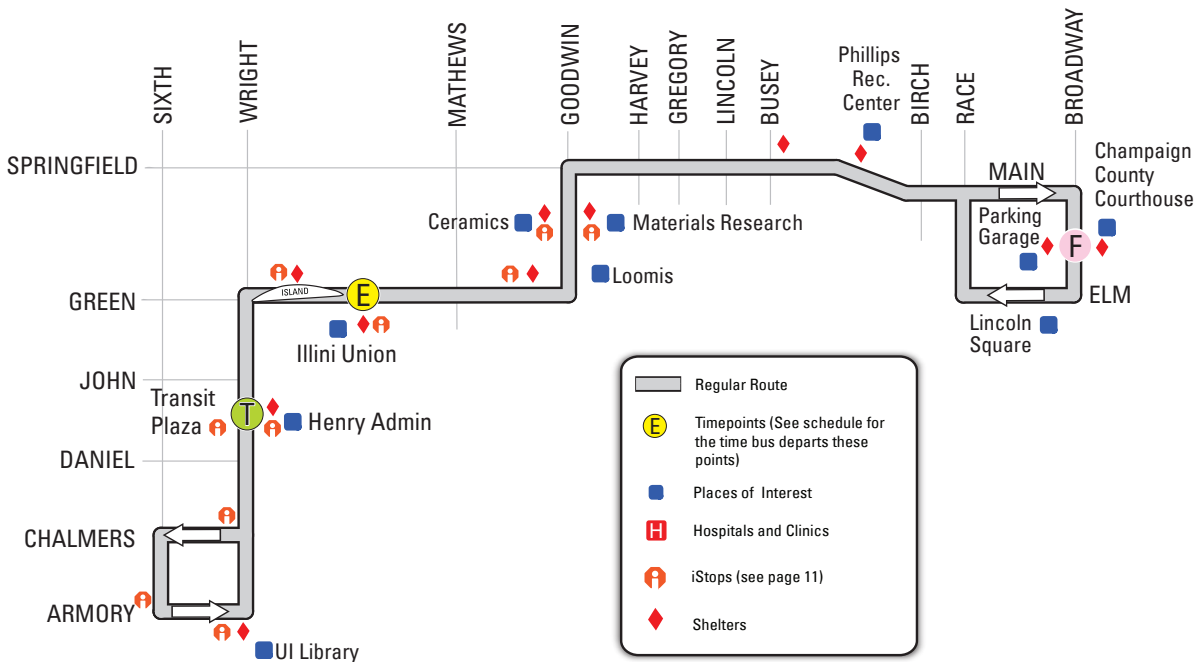 SIXTH
WRIGHT
MATHEWS
GOODWIN
HARVEY
GREGORY
LINCOLN
BUSEY
Phillips
Rec.
Center
BIRCH
RACE
BROADWAY
SPRINGFIELD
MAIN
Champaign
County
Courthouse
Ceramics
Materials Research
Parking
Garage
F
Loomis
GREEN
ISLAND
E
ELM
Illini Union
Lincoln
Square
JOHN
Transit
Plaza
T
Henry Admin
DANIEL
CHALMERS
ARMORY
UI Library
Regular Route
E
Timepoints (See schedule for
the time bus departs these
points)
Places of Interest
H
Hospitals and Clinics
iStops (see page 11)
Shelters